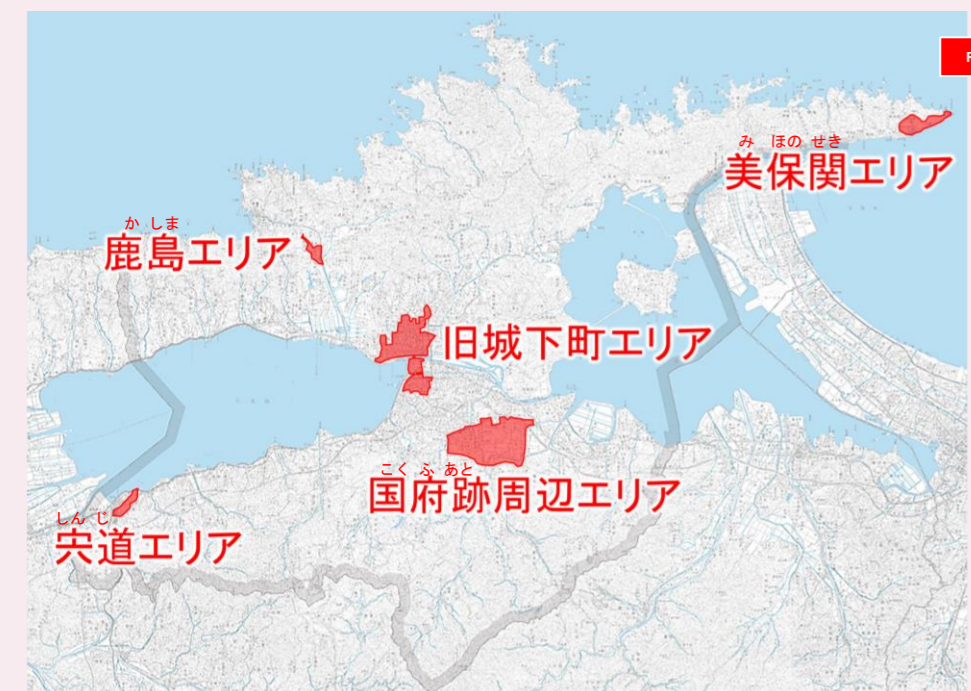 み ほの せき
美保関エリア
か しま
鹿島エリア
旧城下町エリア
こく ふ あと
国府跡周辺エリア
しん じ
宍道エリア